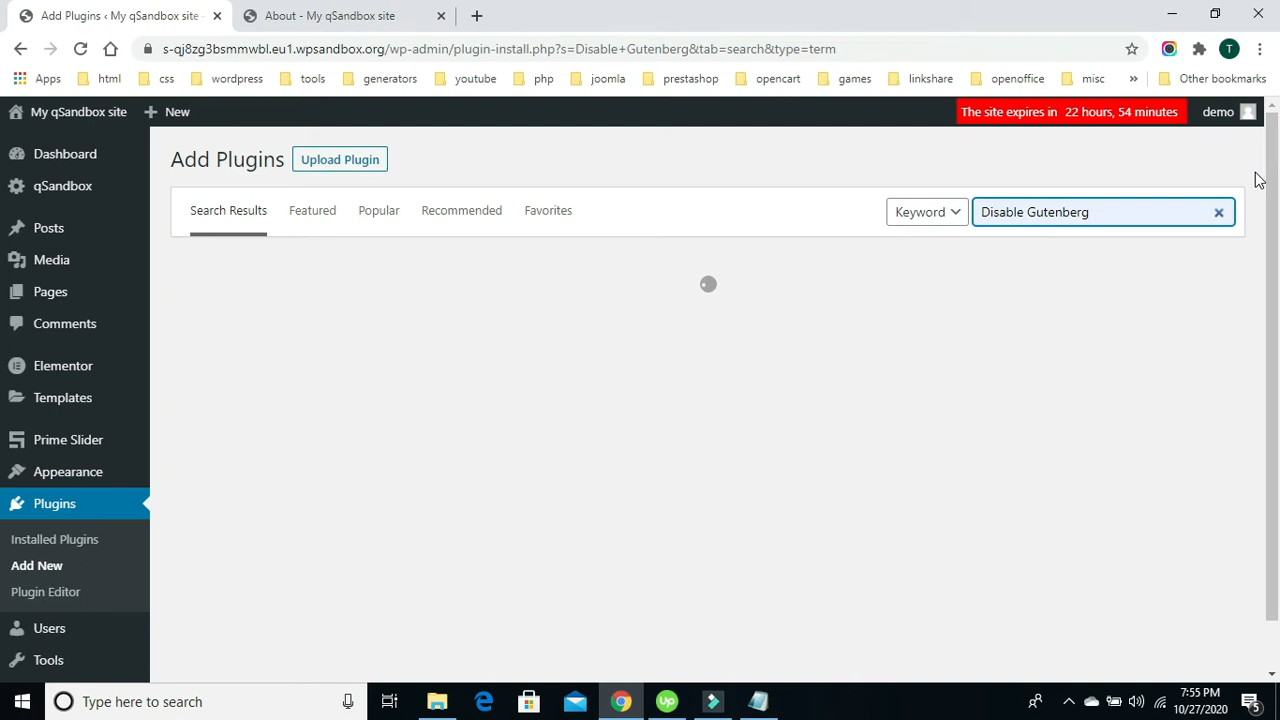 Add Plugins ‹ My qSandbox site -
About - My qSandbox site
s-qj8zg3bsmmwbl.eu1.wpsandbox.org/wp-admin/plugin-install.php?s=Disable+Gutenberg&tab=search&type=term
T
Apps html css wordpress tools generators youtube php joomla prestashop opencart games linkshare openoffice misc » Other bookmarks
My qSandbox site New The site expires in 22 hours, 54 minutes demo
Dashboard
qSandbox
Posts
Media
Pages
Comments
Elementor
Templates
Prime Slider
Appearance
Plugins
Installed Plugins
Add New
Plugin Editor
Users
Tools
Add Plugins Upload Plugin
Search Results Featured Popular Recommended Favorites Keyword Disable Gutenberg
Type here to search
Up
7:55 PM
10/27/2020
5